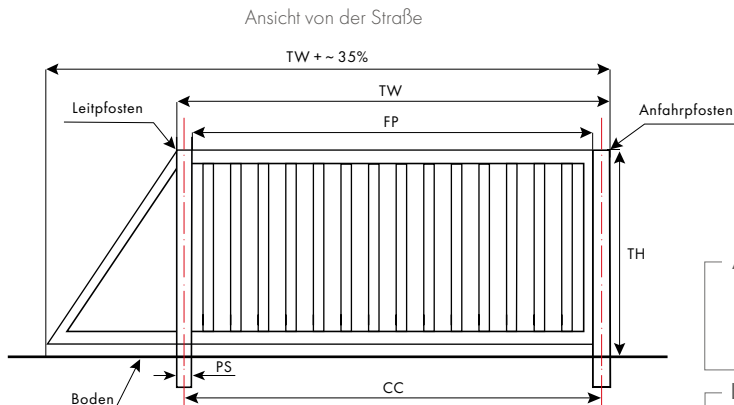 Ansicht von der Straße
TW + ~ 35%
TW
Leitpfosten
FP
Anfahrpfosten
TH
PS
CC
Boden